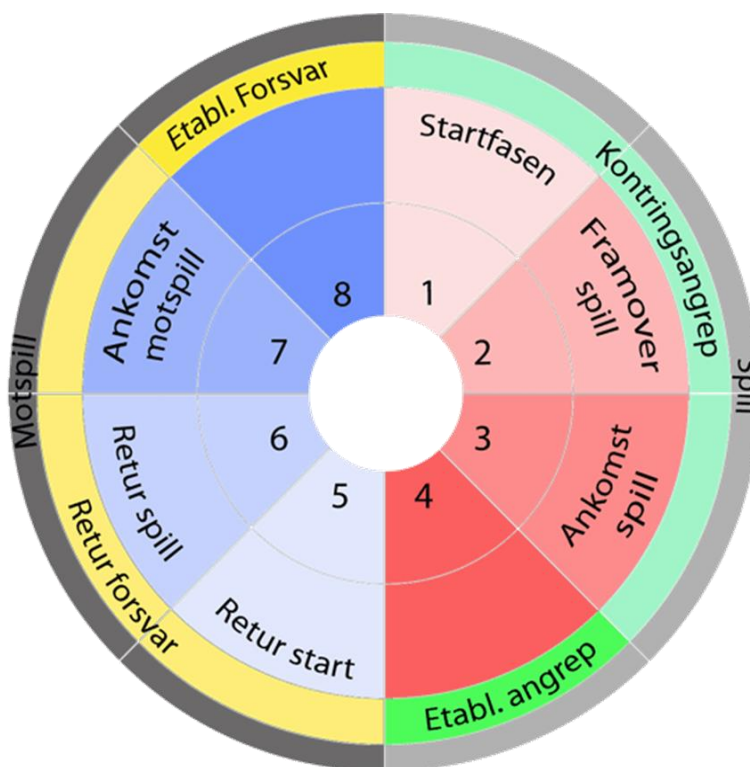 Etabl. Forsvar
Startfasen
Kontringsangrep
Framover
spill
Ankomst
motspill
8
1
7
2
Spill
Motspill
6
3
5
4
Retur spill
Ankomst
spill
Retur forsvar
Retur start
Etabl. angrep